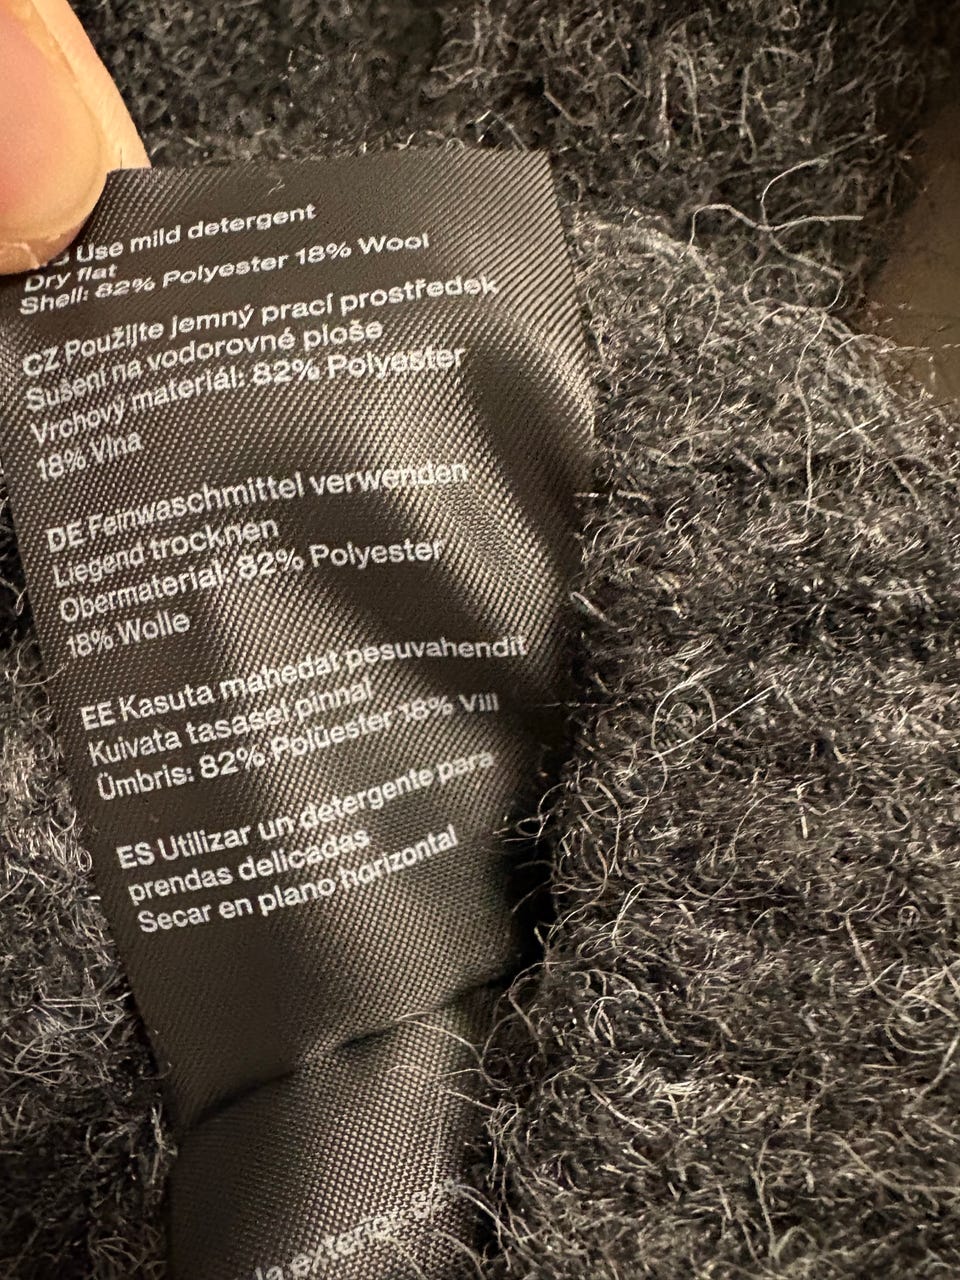 2
Use mild detergent
Dry flat
Shell: 82% Polyester 18% Wool
CZ Použijte jemný prací prostředek
Sušení na vodorovné ploše
Vrchový materiál: 82% Polyester
18% Vlna
DE Feinwaschmittel verwenden
Liegend trocknen
Obermaterial: 82% Polyester
18% Wolle
EE Kasuta mahedat pesuvahendit
Kuivata tasasel pinnal
Ümbris: 82% Polüester 18% Vill
ES Utilizar un detergente para
prendas delicadas
Secar en plano horizontal